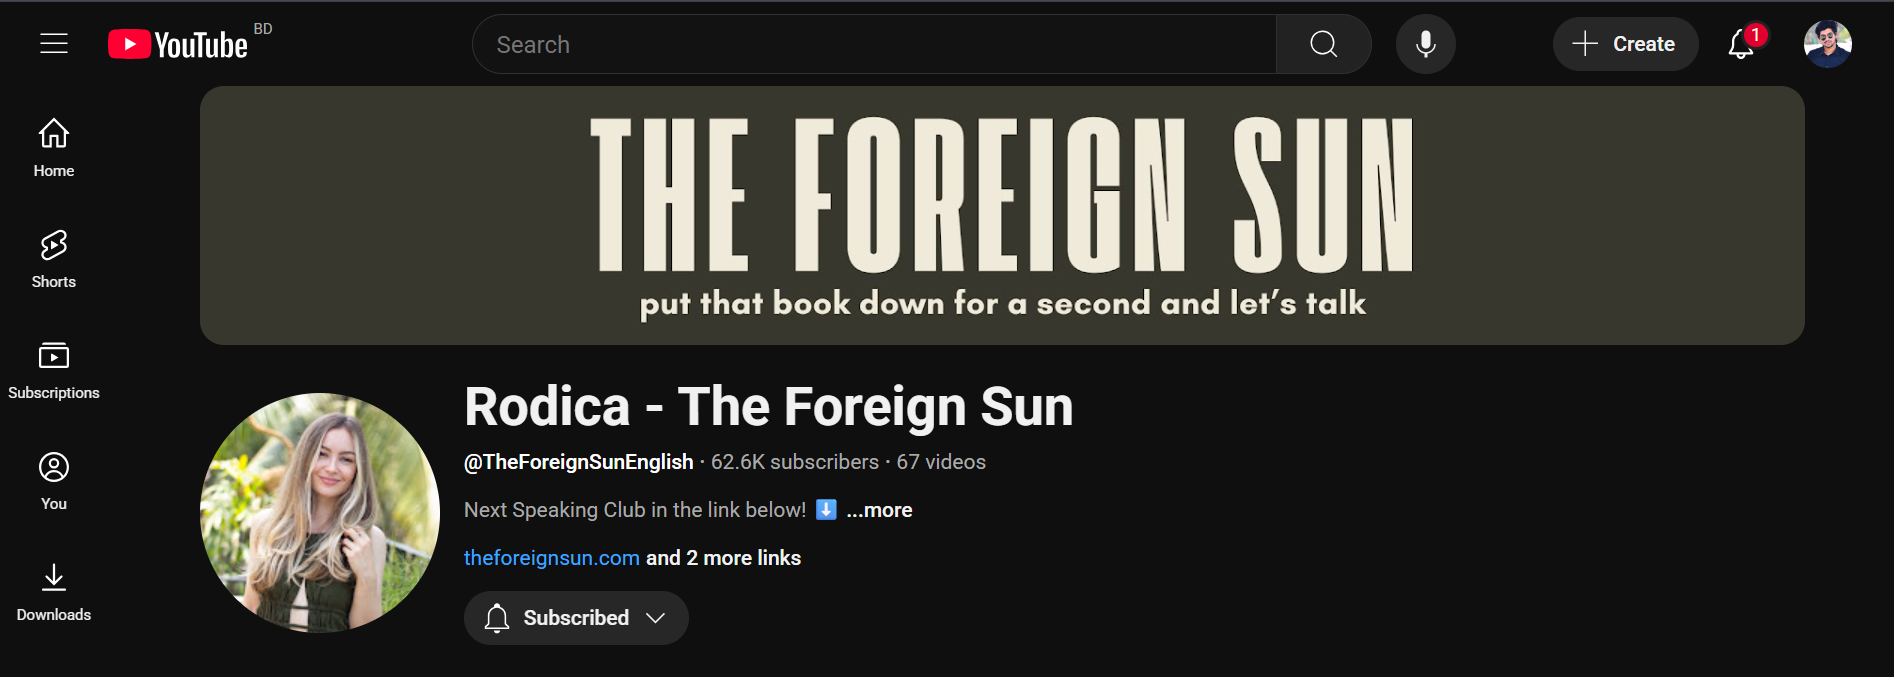 YouTube BD
Search
Create
1
Home
Shorts
Subscriptions
You
Downloads
THE FOREIGN SUN
put that book down for a second and let's talk
Rodica - The Foreign Sun
@TheForeignSunEnglish · 62.6K subscribers · 67 videos
Next Speaking Club in the link below! ⬇️ ...more
theforeignsun.com and 2 more links
Subscribed